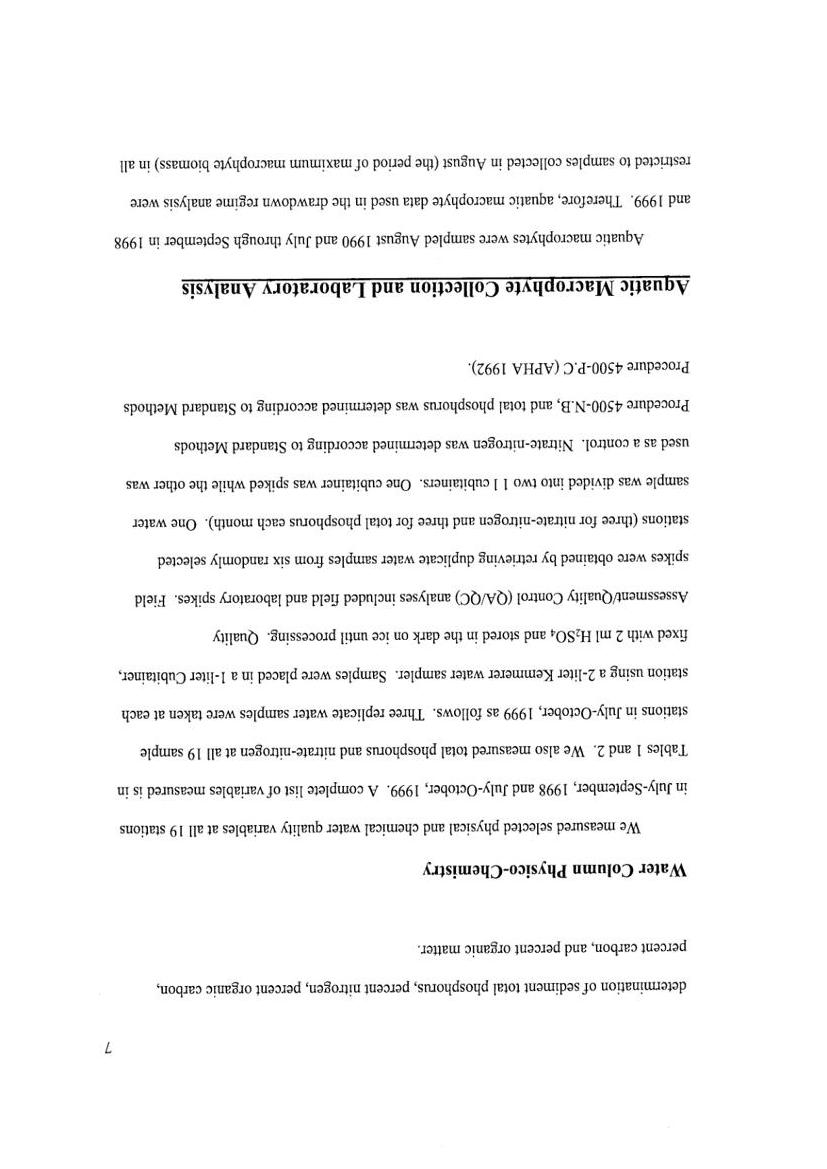 7
determination of sediment total phosphorus, percent nitrogen, percent organic carbon,
percent carbon, and percent organic matter.
Water Column Physico-Chemistry
We measured selected physical and chemical water quality variables at all 19 stations
in July-September, 1998 and July-October, 1999. A complete list of variables measured is in
Tables 1 and 2. We also measured total phosphorus and nitrate-nitrogen at all 19 sample
stations in July-October, 1999 as follows. Three replicate water samples were taken at each
station using a 2-liter Kemmerer water sampler. Samples were placed in a 1-liter Cubitainer,
fixed with 2 ml H₂SO₄ and stored in the dark on ice until processing. Quality
Assessment/Quality Control (QA/QC) analyses included field and laboratory spikes. Field
spikes were obtained by retrieving duplicate water samples from six randomly selected
stations (three for nitrate-nitrogen and three for total phosphorus each month). One water
sample was divided into two 1 l cubitainers. One cubitainer was spiked while the other was
used as a control. Nitrate-nitrogen was determined according to Standard Methods
Procedure 4500-N.B, and total phosphorus was determined according to Standard Methods
Procedure 4500-P.C (APHA 1992).
Aquatic Macrophyte Collection and Laboratory Analysis
Aquatic macrophytes were sampled August 1990 and July through September in 1998
and 1999. Therefore, aquatic macrophyte data used in the drawdown regime analysis were
restricted to samples collected in August (the period of maximum macrophyte biomass) in all